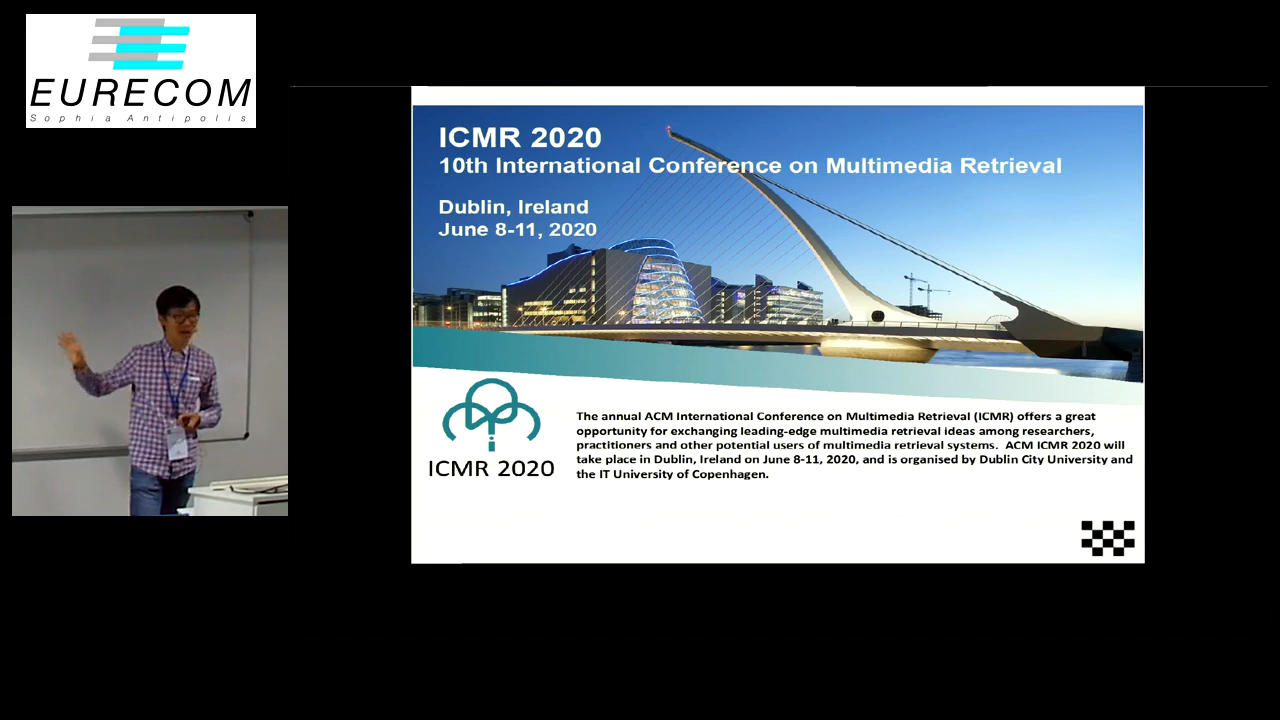 EURECOM
Sophia Antipolis
ICMR 2020
10th International Conference on Multimedia Retrieval
Dublin, Ireland
June 8-11, 2020
ICMR 2020
The annual ACM International Conference on Multimedia Retrieval (ICMR) offers a great
opportunity for exchanging leading-edge multimedia retrieval ideas among researchers,
practitioners and other potential users of multimedia retrieval systems. ACM ICMR 2020 will
take place in Dublin, Ireland on June 8-11, 2020, and is organised by Dublin City University and
the IT University of Copenhagen.